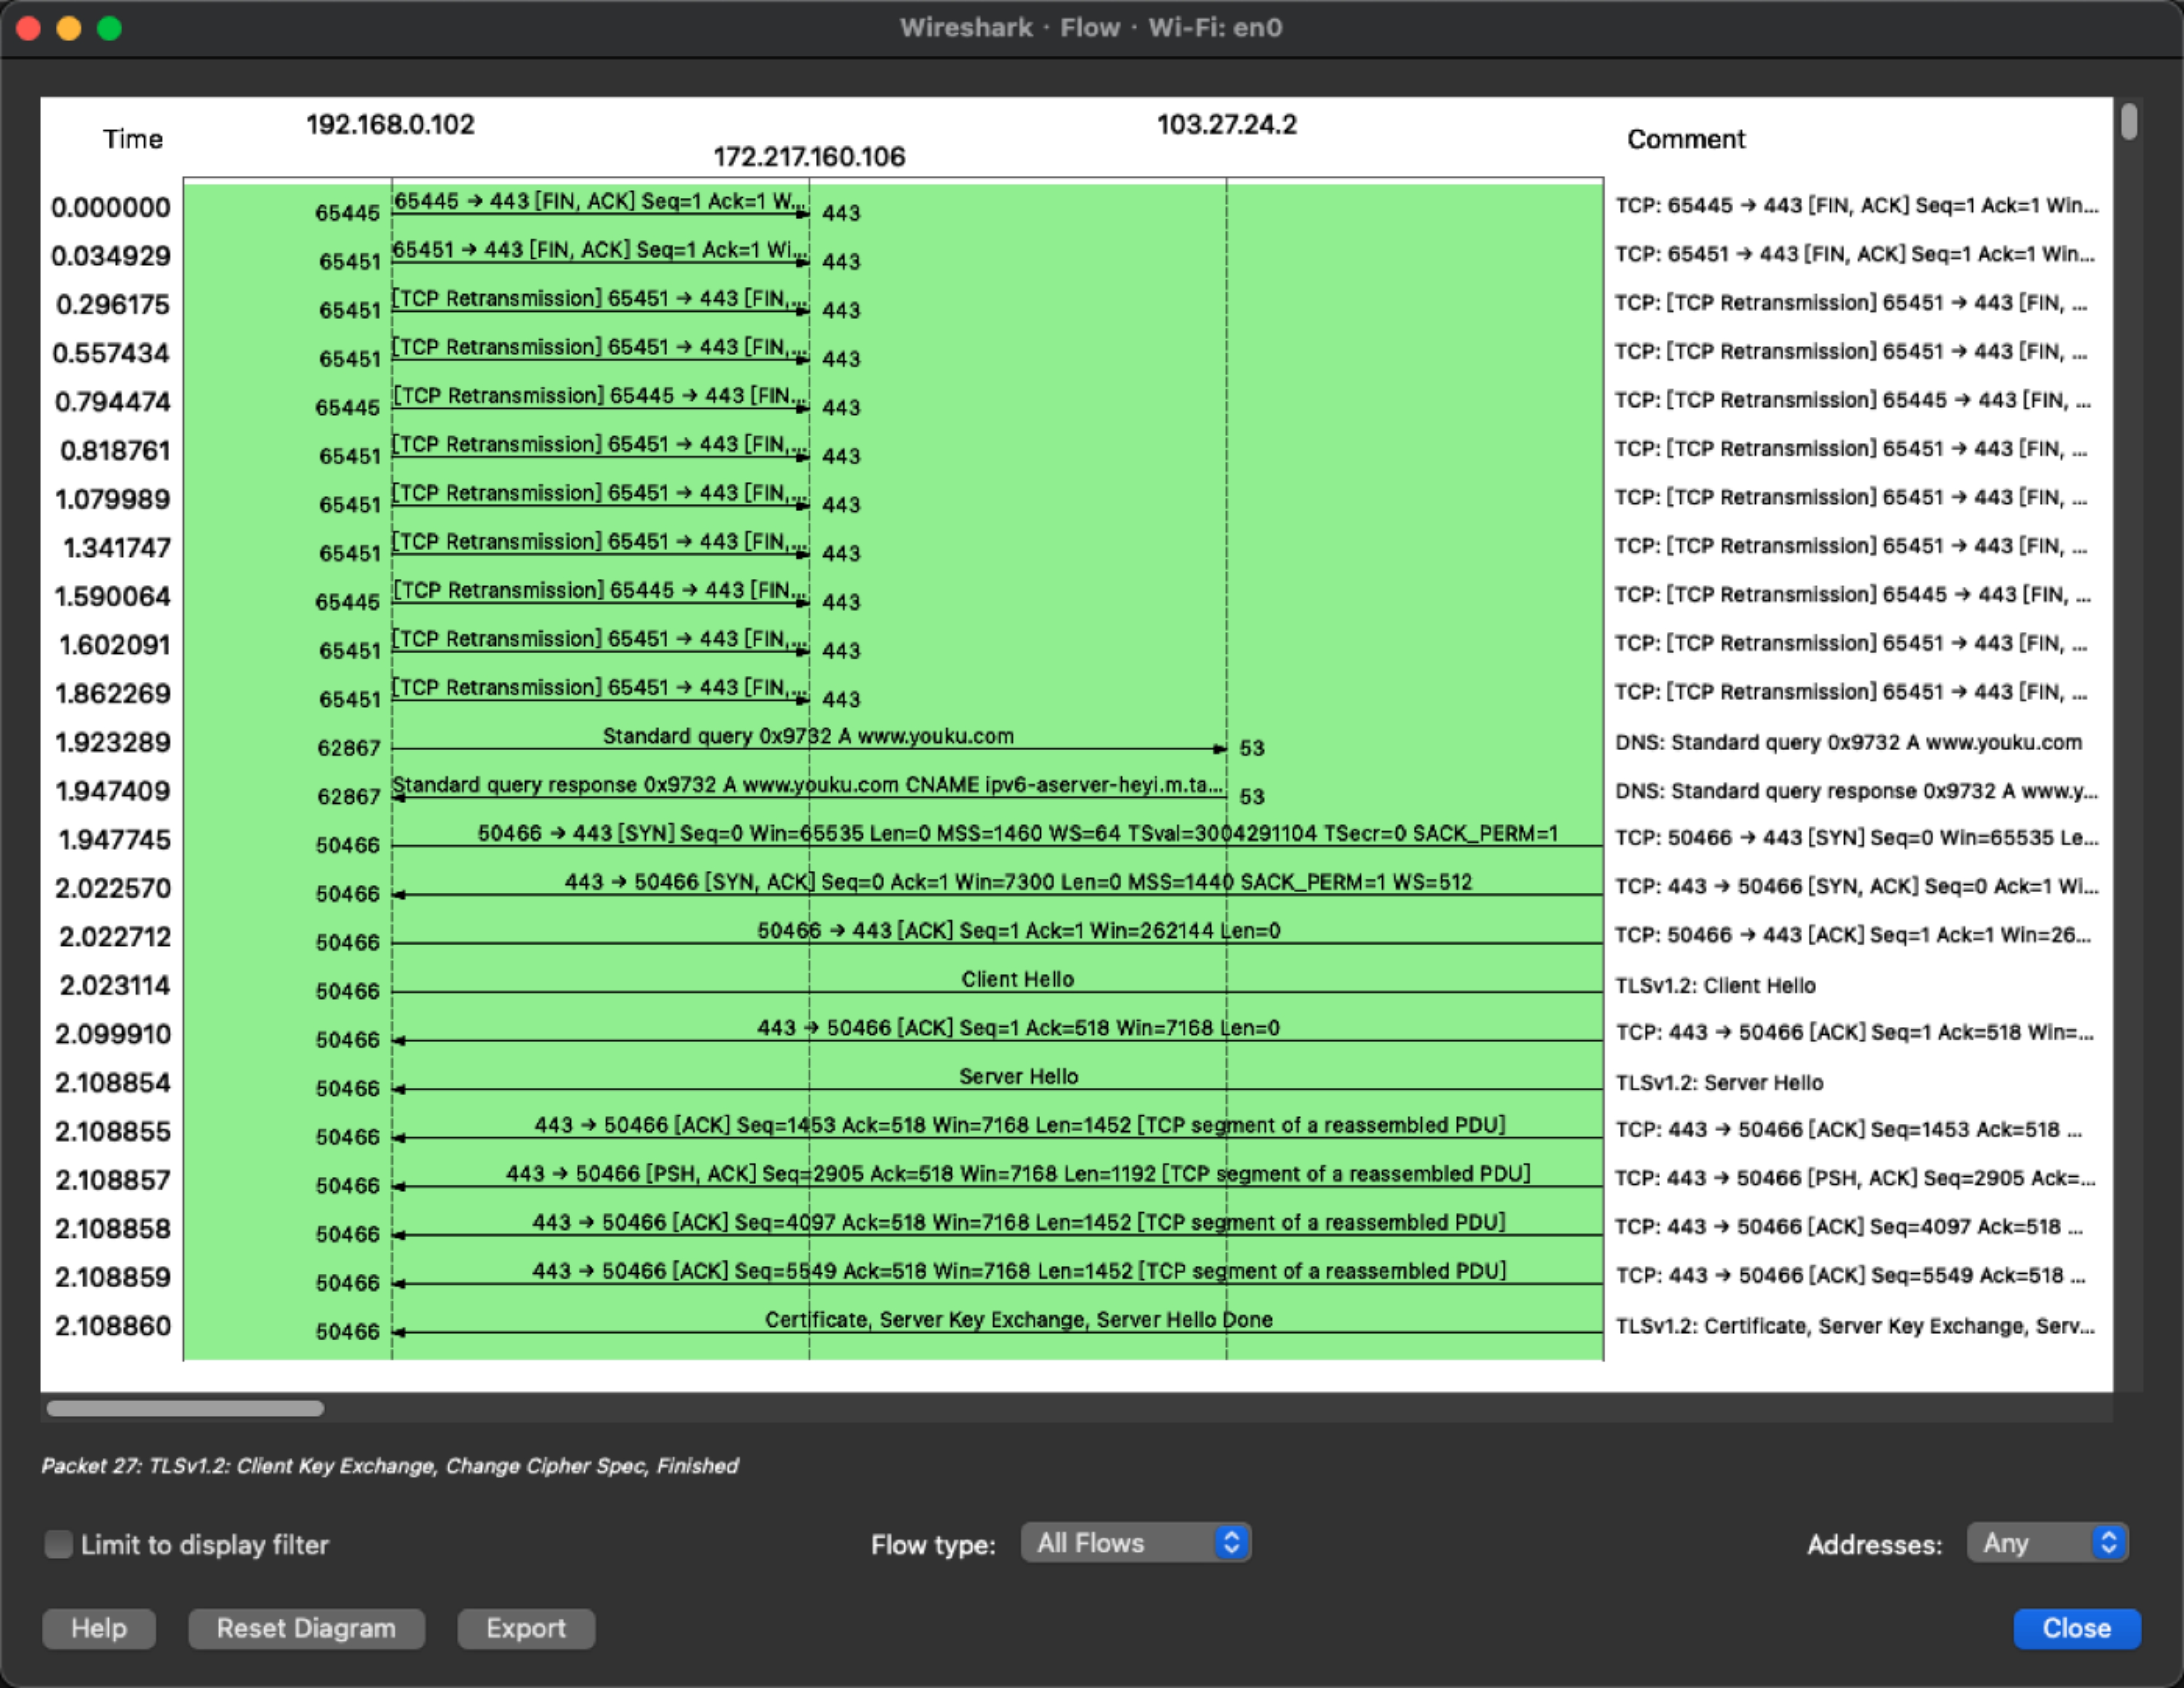 Wireshark · Flow · Wi-Fi: en0
Time 192.168.0.102 172.217.160.106 103.27.24.2 Comment
0.000000 65445 65445 → 443 [FIN, ACK] Seq=1 Ack=1 W... 443 TCP: 65445 → 443 [FIN, ACK] Seq=1 Ack=1 Win...
0.034929 65451 65451 → 443 [FIN, ACK] Seq=1 Ack=1 Wi... 443 TCP: 65451 → 443 [FIN, ACK] Seq=1 Ack=1 Win...
0.296175 65451 [TCP Retransmission] 65451 → 443 [FIN,... 443 TCP: [TCP Retransmission] 65451 → 443 [FIN, ...
0.557434 65451 [TCP Retransmission] 65451 → 443 [FIN,... 443 TCP: [TCP Retransmission] 65451 → 443 [FIN, ...
0.794474 65445 [TCP Retransmission] 65445 → 443 [FIN... 443 TCP: [TCP Retransmission] 65445 → 443 [FIN, ...
0.818761 65451 [TCP Retransmission] 65451 → 443 [FIN,... 443 TCP: [TCP Retransmission] 65451 → 443 [FIN, ...
1.079989 65451 [TCP Retransmission] 65451 → 443 [FIN,... 443 TCP: [TCP Retransmission] 65451 → 443 [FIN, ...
1.341747 65451 [TCP Retransmission] 65451 → 443 [FIN,... 443 TCP: [TCP Retransmission] 65451 → 443 [FIN, ...
1.590064 65445 [TCP Retransmission] 65445 → 443 [FIN... 443 TCP: [TCP Retransmission] 65445 → 443 [FIN, ...
1.602091 65451 [TCP Retransmission] 65451 → 443 [FIN,... 443 TCP: [TCP Retransmission] 65451 → 443 [FIN, ...
1.862269 65451 [TCP Retransmission] 65451 → 443 [FIN,... 443 TCP: [TCP Retransmission] 65451 → 443 [FIN, ...
1.923289 62867 Standard query 0x9732 A www.youku.com 53 DNS: Standard query 0x9732 A www.youku.com
1.947409 62867 Standard query response 0x9732 A www.youku.com CNAME ipv6-aserver-heyi.m.ta... 53 DNS: Standard query response 0x9732 A www.y...
1.947745 50466 50466 → 443 [SYN] Seq=0 Win=65535 Len=0 MSS=1460 WS=64 TSval=3004291104 TSecr=0 SACK_PERM=1 TCP: 50466 → 443 [SYN] Seq=0 Win=65535 Le...
2.022570 50466 443 → 50466 [SYN, ACK] Seq=0 Ack=1 Win=7300 Len=0 MSS=1440 SACK_PERM=1 WS=512 TCP: 443 → 50466 [SYN, ACK] Seq=0 Ack=1 Wi...
2.022712 50466 50466 → 443 [ACK] Seq=1 Ack=1 Win=262144 Len=0 TCP: 50466 → 443 [ACK] Seq=1 Ack=1 Win=26...
2.023114 50466 Client Hello TLSv1.2: Client Hello
2.099910 50466 443 → 50466 [ACK] Seq=1 Ack=518 Win=7168 Len=0 TCP: 443 → 50466 [ACK] Seq=1 Ack=518 Win=...
2.108854 50466 Server Hello TLSv1.2: Server Hello
2.108855 50466 443 → 50466 [ACK] Seq=1453 Ack=518 Win=7168 Len=1452 [TCP segment of a reassembled PDU] TCP: 443 → 50466 [ACK] Seq=1453 Ack=518 ...
2.108857 50466 443 → 50466 [PSH, ACK] Seq=2905 Ack=518 Win=7168 Len=1192 [TCP segment of a reassembled PDU] TCP: 443 → 50466 [PSH, ACK] Seq=2905 Ack=...
2.108858 50466 443 → 50466 [ACK] Seq=4097 Ack=518 Win=7168 Len=1452 [TCP segment of a reassembled PDU] TCP: 443 → 50466 [ACK] Seq=4097 Ack=518 ...
2.108859 50466 443 → 50466 [ACK] Seq=5549 Ack=518 Win=7168 Len=1452 [TCP segment of a reassembled PDU] TCP: 443 → 50466 [ACK] Seq=5549 Ack=518 ...
2.108860 50466 Certificate, Server Key Exchange, Server Hello Done TLSv1.2: Certificate, Server Key Exchange, Serv...
Packet 27: TLSv1.2: Client Key Exchange, Change Cipher Spec, Finished
Limit to display filter Flow type: All Flows Addresses: Any
Help Reset Diagram Export Close